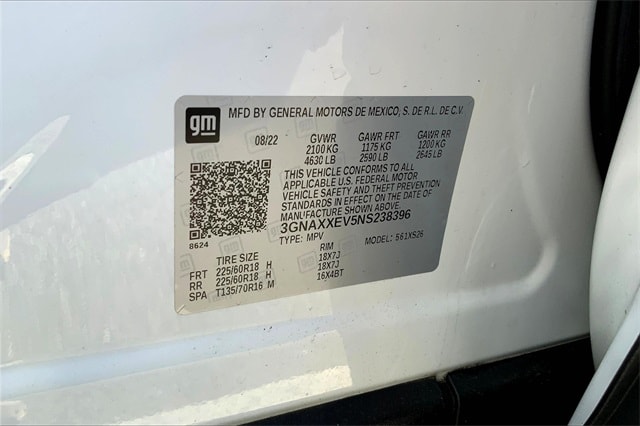 gm
MFD BY GENERAL MOTORS DE MEXICO, S. DE R.L. DE C.V.
08/22 GVWR GAWR FRT GAWR RR
2100 KG 1175 KG 1200 KG
4630 LB 2590 LB 2645 LB
THIS VEHICLE CONFORMS TO ALL
APPLICABLE U.S. FEDERAL MOTOR
VEHICLE SAFETY AND THEFT PREVENTION
STANDARDS IN EFFECT ON THE DATE OF
MANUFACTURE SHOWN ABOVE.
3GNAXXEV5NS238396
8624 TYPE: MPV MODEL: 561XS26
TIRE SIZE RIM
FRT 225/60R18 H 18X7J
RR 225/60R18 H 18X7J
SPA T135/70R16 M 16X4BT